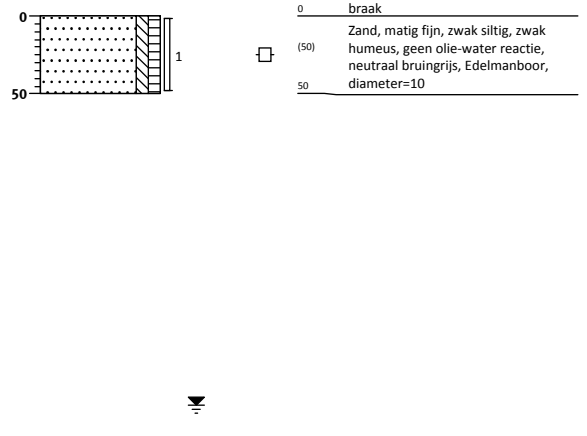 0
50
1
0 braak
(50)
Zand, matig fijn, zwak siltig, zwak
humeus, geen olie-water reactie,
neutraal bruingrijs, Edelmanboor,
50 diameter=10